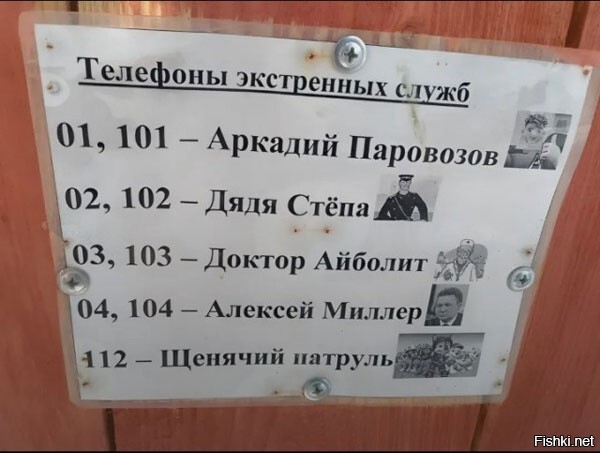 Телефоны экстренных служб
01, 101 – Аркадий Паровозов
02, 102 – Дядя Стёпа
03, 103 – Доктор Айболит
04, 104 – Алексей Миллер
112 – Щенячий патруль
Fishki.net